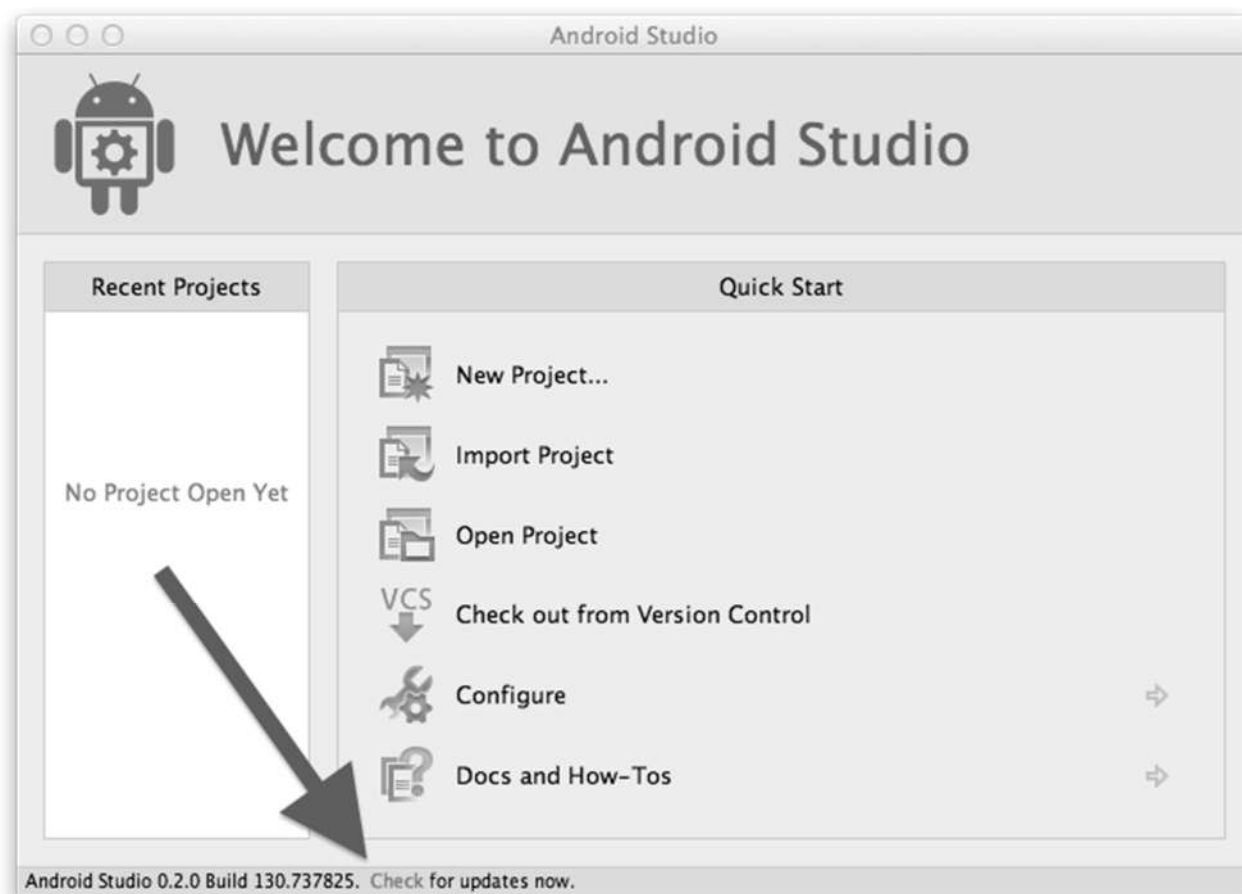 Android Studio
Welcome to Android Studio
Recent Projects
No Project Open Yet
Quick Start
New Project...
Import Project
Open Project
VCS
Check out from Version Control
Configure
Docs and How-Tos
Android Studio 0.2.0 Build 130.737825. Check for updates now.